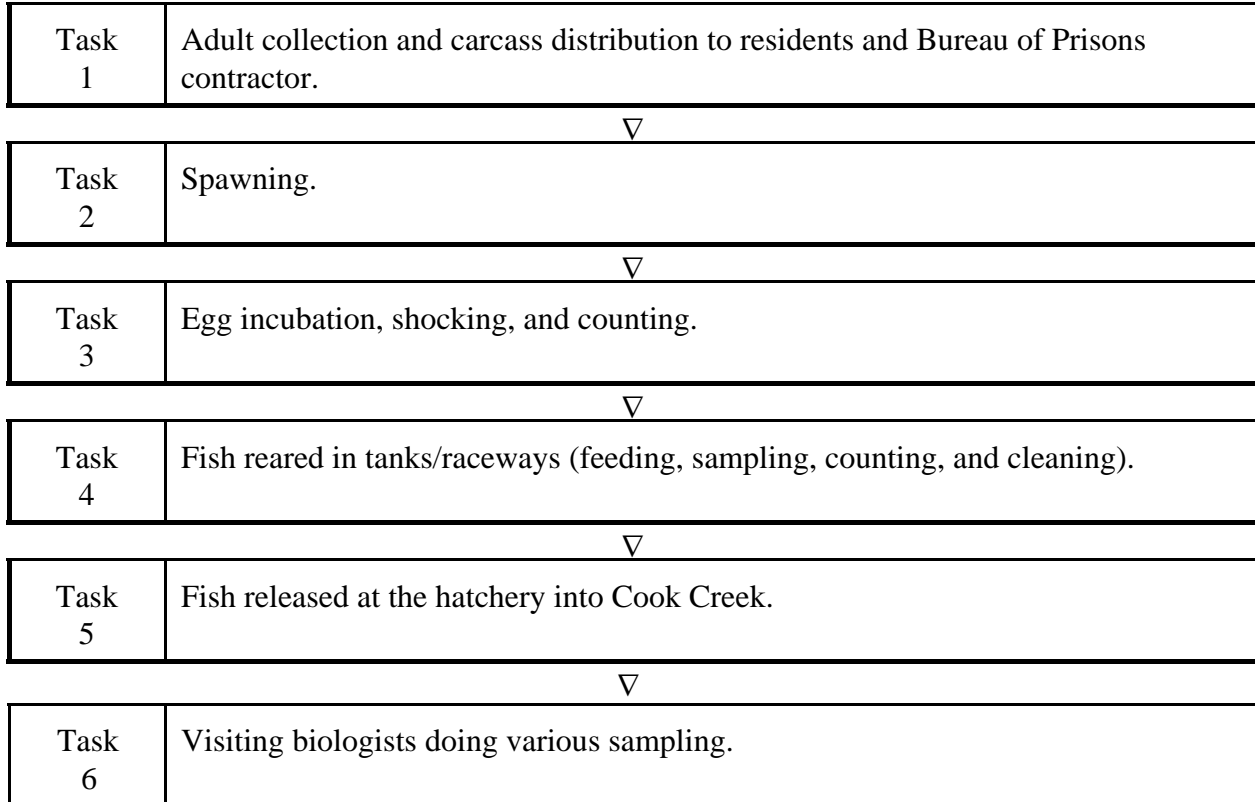 Task
1
Adult collection and carcass distribution to residents and Bureau of Prisons
contractor.
∇
Task
2
Spawning.
∇
Task
3
Egg incubation, shocking, and counting.
∇
Task
4
Fish reared in tanks/raceways (feeding, sampling, counting, and cleaning).
∇
Task
5
Fish released at the hatchery into Cook Creek.
∇
Task
6
Visiting biologists doing various sampling.